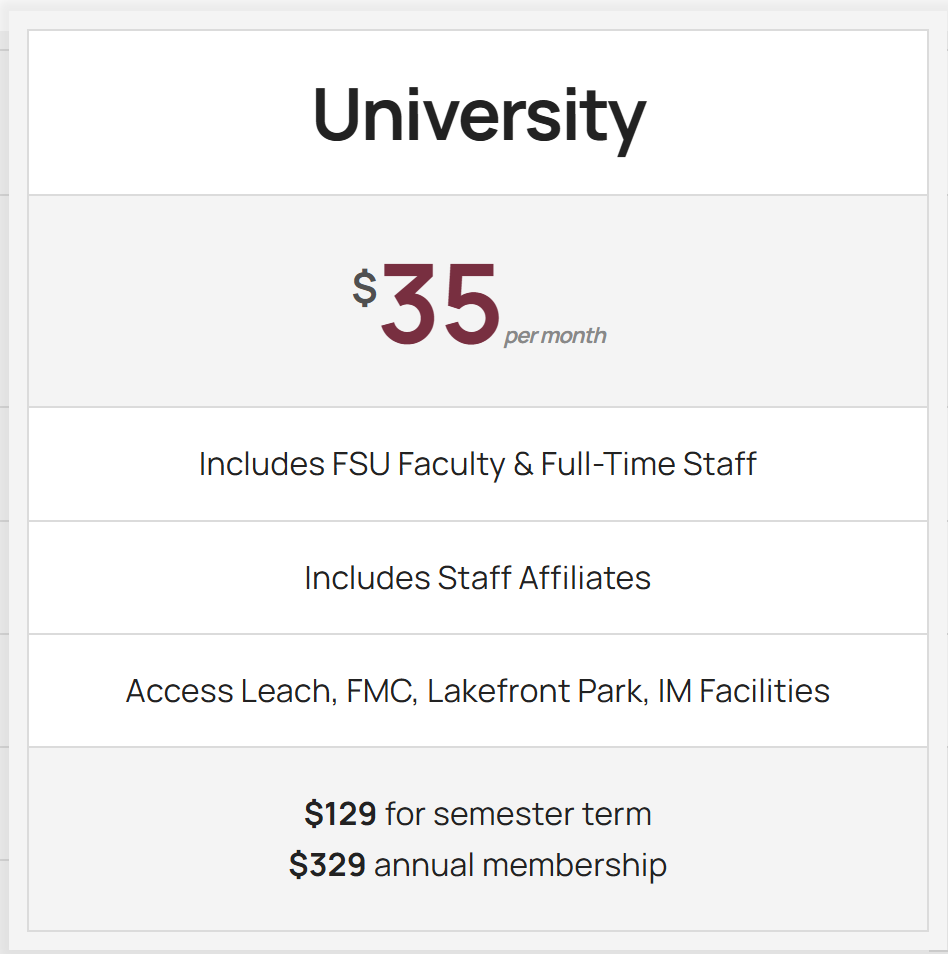 University
$35 per month
Includes FSU Faculty & Full-Time Staff
Includes Staff Affiliates
Access Leach, FMC, Lakefront Park, IM Facilities
$129 for semester term
$329 annual membership